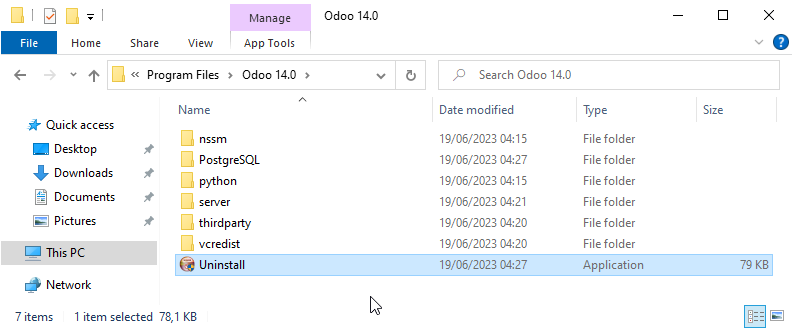 Manage Odoo 14.0
File Home Share View App Tools
Program Files Odoo 14.0 Search Odoo 14.0
Name Date modified Type Size
Quick access
Desktop
Downloads
Documents
Pictures
This PC
Network
nssm 19/06/2023 04:15 File folder
PostgreSQL 19/06/2023 04:27 File folder
python 19/06/2023 04:15 File folder
server 19/06/2023 04:21 File folder
thirdparty 19/06/2023 04:20 File folder
vcredist 19/06/2023 04:20 File folder
Uninstall 19/06/2023 04:27 Application 79 KB
7 items 1 item selected 78,1 KB